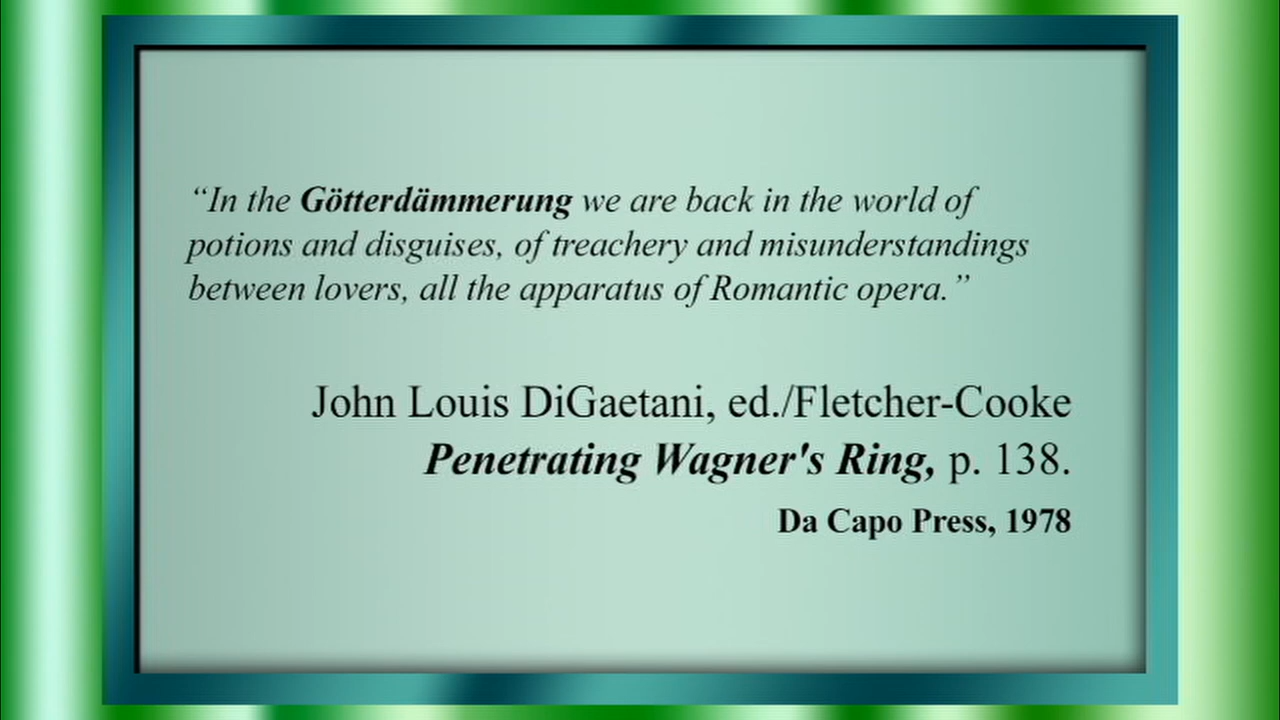 “In the Götterdämmerung we are back in the world of
potions and disguises, of treachery and misunderstandings
between lovers, all the apparatus of Romantic opera.”
John Louis DiGaetani, ed./Fletcher-Cooke
Penetrating Wagner's Ring, p. 138.
Da Capo Press, 1978